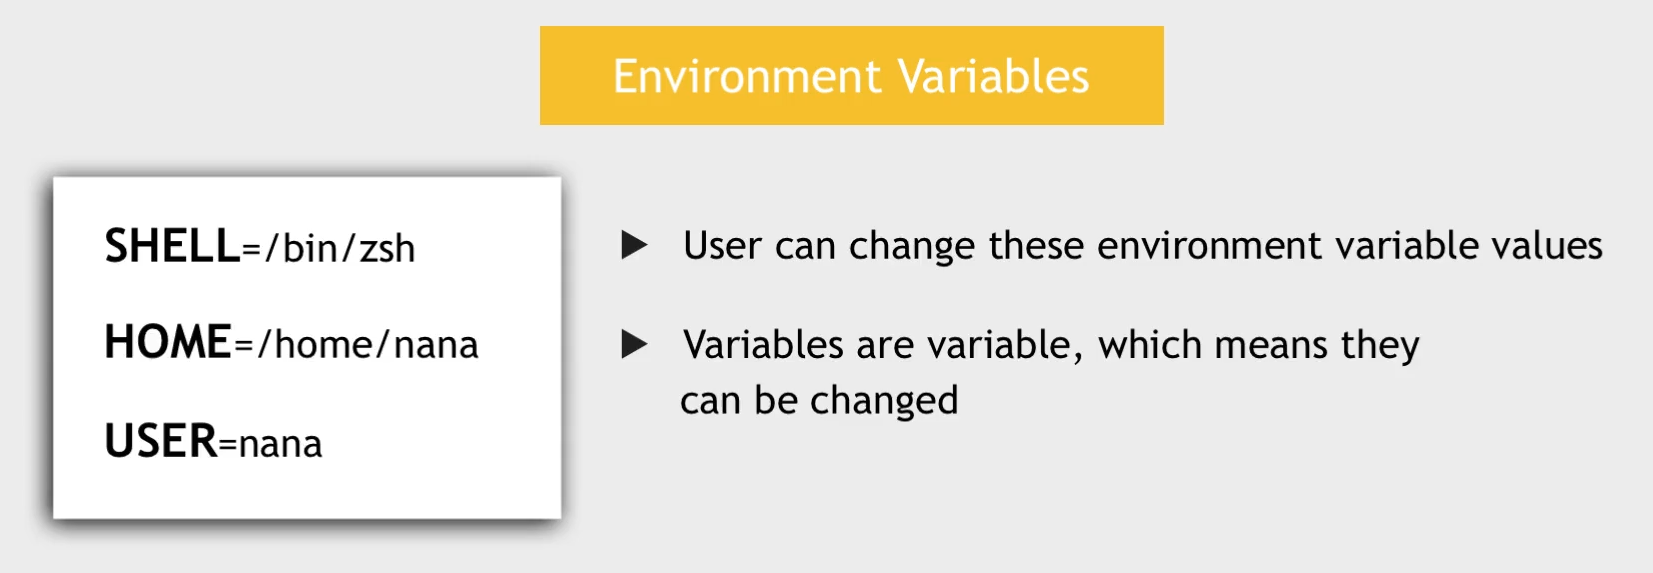 Environment Variables
SHELL=/bin/zsh
HOME=/home/nana
USER=nana
▶ User can change these environment variable values
▶ Variables are variable, which means they
can be changed